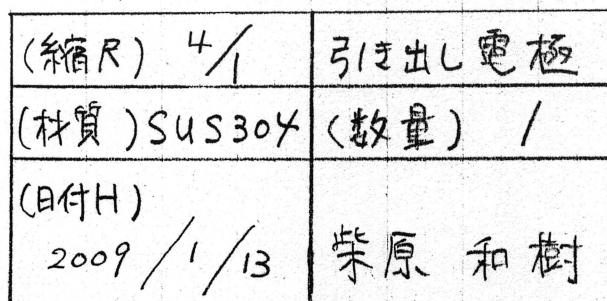 (縮尺) 4/1 引き出し電極
(材質)SUS304 (数量) 1
(日付H)
2009/1/13 柴原 和樹